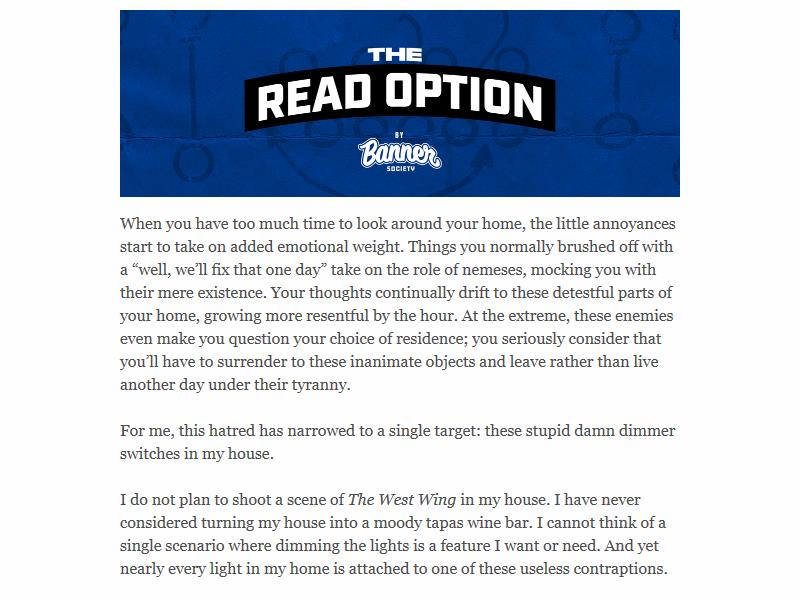 THE
READ OPTION
BY
Banner
SOCIETY
When you have too much time to look around your home, the little annoyances
start to take on added emotional weight. Things you normally brushed off with
a “well, we’ll fix that one day” take on the role of nemeses, mocking you with
their mere existence. Your thoughts continually drift to these detestful parts of
your home, growing more resentful by the hour. At the extreme, these enemies
even make you question your choice of residence; you seriously consider that
you’ll have to surrender to these inanimate objects and leave rather than live
another day under their tyranny.
For me, this hatred has narrowed to a single target: these stupid damn dimmer
switches in my house.
I do not plan to shoot a scene of The West Wing in my house. I have never
considered turning my house into a moody tapas wine bar. I cannot think of a
single scenario where dimming the lights is a feature I want or need. And yet
nearly every light in my home is attached to one of these useless contraptions.